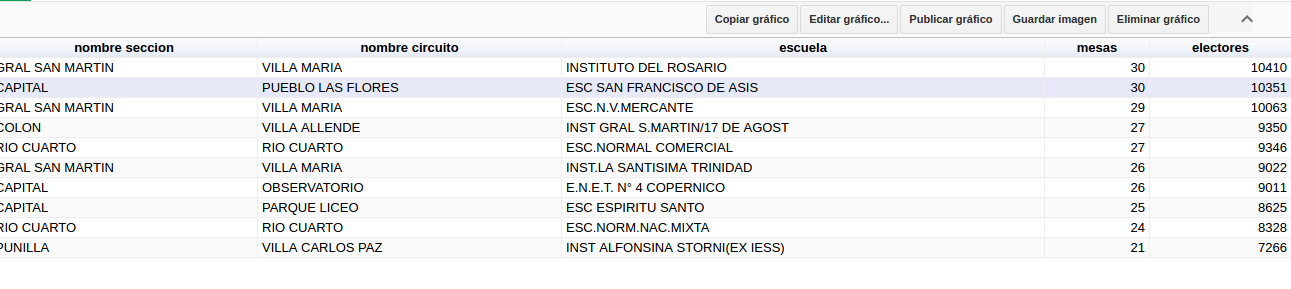 Copiar gráfico Editar gráfico... Publicar gráfico Guardar imagen Eliminar gráfico
nombre seccion nombre circuito escuela mesas electores
GRAL SAN MARTIN VILLA MARIA INSTITUTO DEL ROSARIO 30 10410
CAPITAL PUEBLO LAS FLORES ESC SAN FRANCISCO DE ASIS 30 10351
GRAL SAN MARTIN VILLA MARIA ESC.N.V.MERCANTE 29 10063
COLON VILLA ALLENDE INST GRAL S.MARTIN/17 DE AGOST 27 9350
RIO CUARTO RIO CUARTO ESC.NORMAL COMERCIAL 27 9346
GRAL SAN MARTIN VILLA MARIA INST.LA SANTISIMA TRINIDAD 26 9022
CAPITAL OBSERVATORIO E.N.E.T. N° 4 COPERNICO 26 9011
CAPITAL PARQUE LICEO ESC ESPIRITU SANTO 25 8625
RIO CUARTO RIO CUARTO ESC.NORM.NAC.MIXTA 24 8328
PUNILLA VILLA CARLOS PAZ INST ALFONSINA STORNI(EX IESS) 21 7266